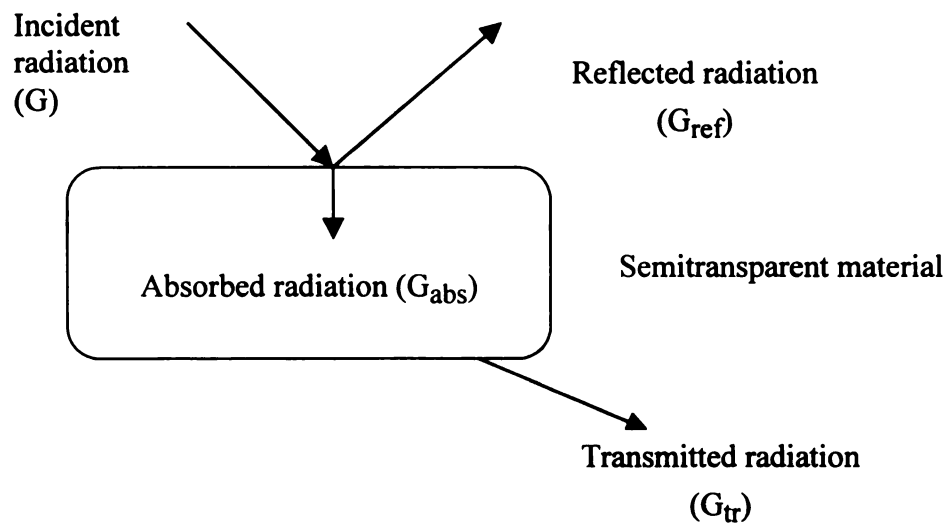 Incident
radiation
(G)
Reflected radiation
(Gref)
Semitransparent material
Absorbed radiation (Gabs)
Transmitted radiation
(Gtr)